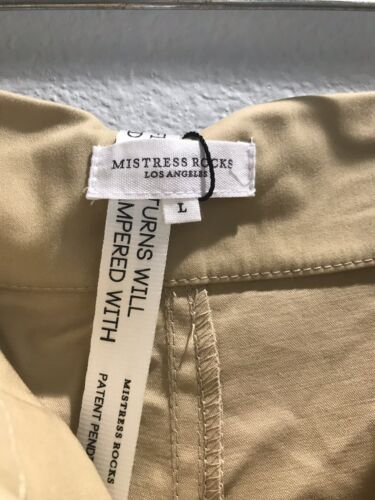 MISTRESS ROCKS
LOS ANGELES
L
TURNS WILL
MPERED WITH
MISTRESS ROCKS
PATENT PEND